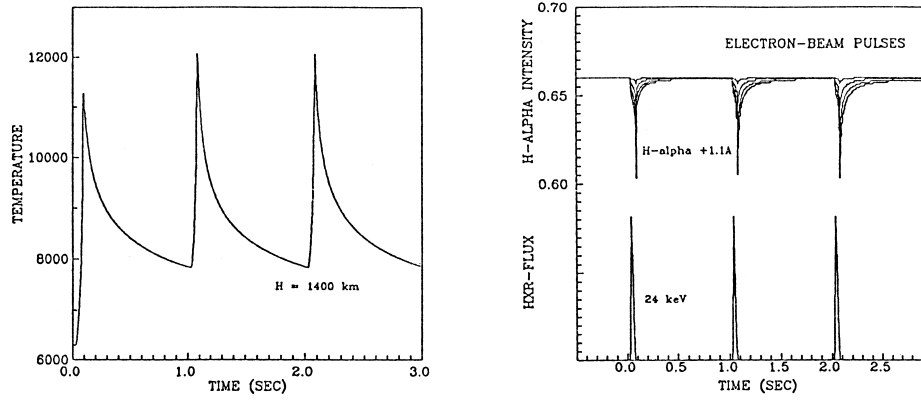 12000
10000
8000
6000
TEMPERATURE
H = 1400 km
0.0 1.0 2.0 3.0
TIME (SEC)
0.70
0.65
0.60
H-ALPHA INTENSITY
ELECTRON-BEAM PULSES
H-alpha +1.1A
HXR-FLUX
24 keV
0.0 0.5 1.0 1.5 2.0 2.5
TIME (SEC)